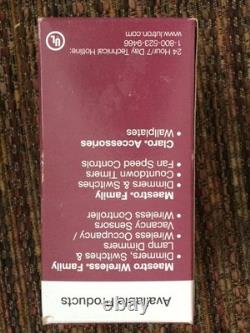 Available Products
Maestro Wireless® Family
• Dimmers, Switches &
Lamp Dimmers
• Wireless Occupancy /
Vacancy Sensors
• Wireless Controller
Maestro® Family
• Dimmers & Switches
• Countdown Timers
• Fan Speed Controls
Claro® Accessories
• Wallplates
24 Hour/7 Day Technical Hotline:
1-800-523-9466
www.lutron.com
UL
ebay